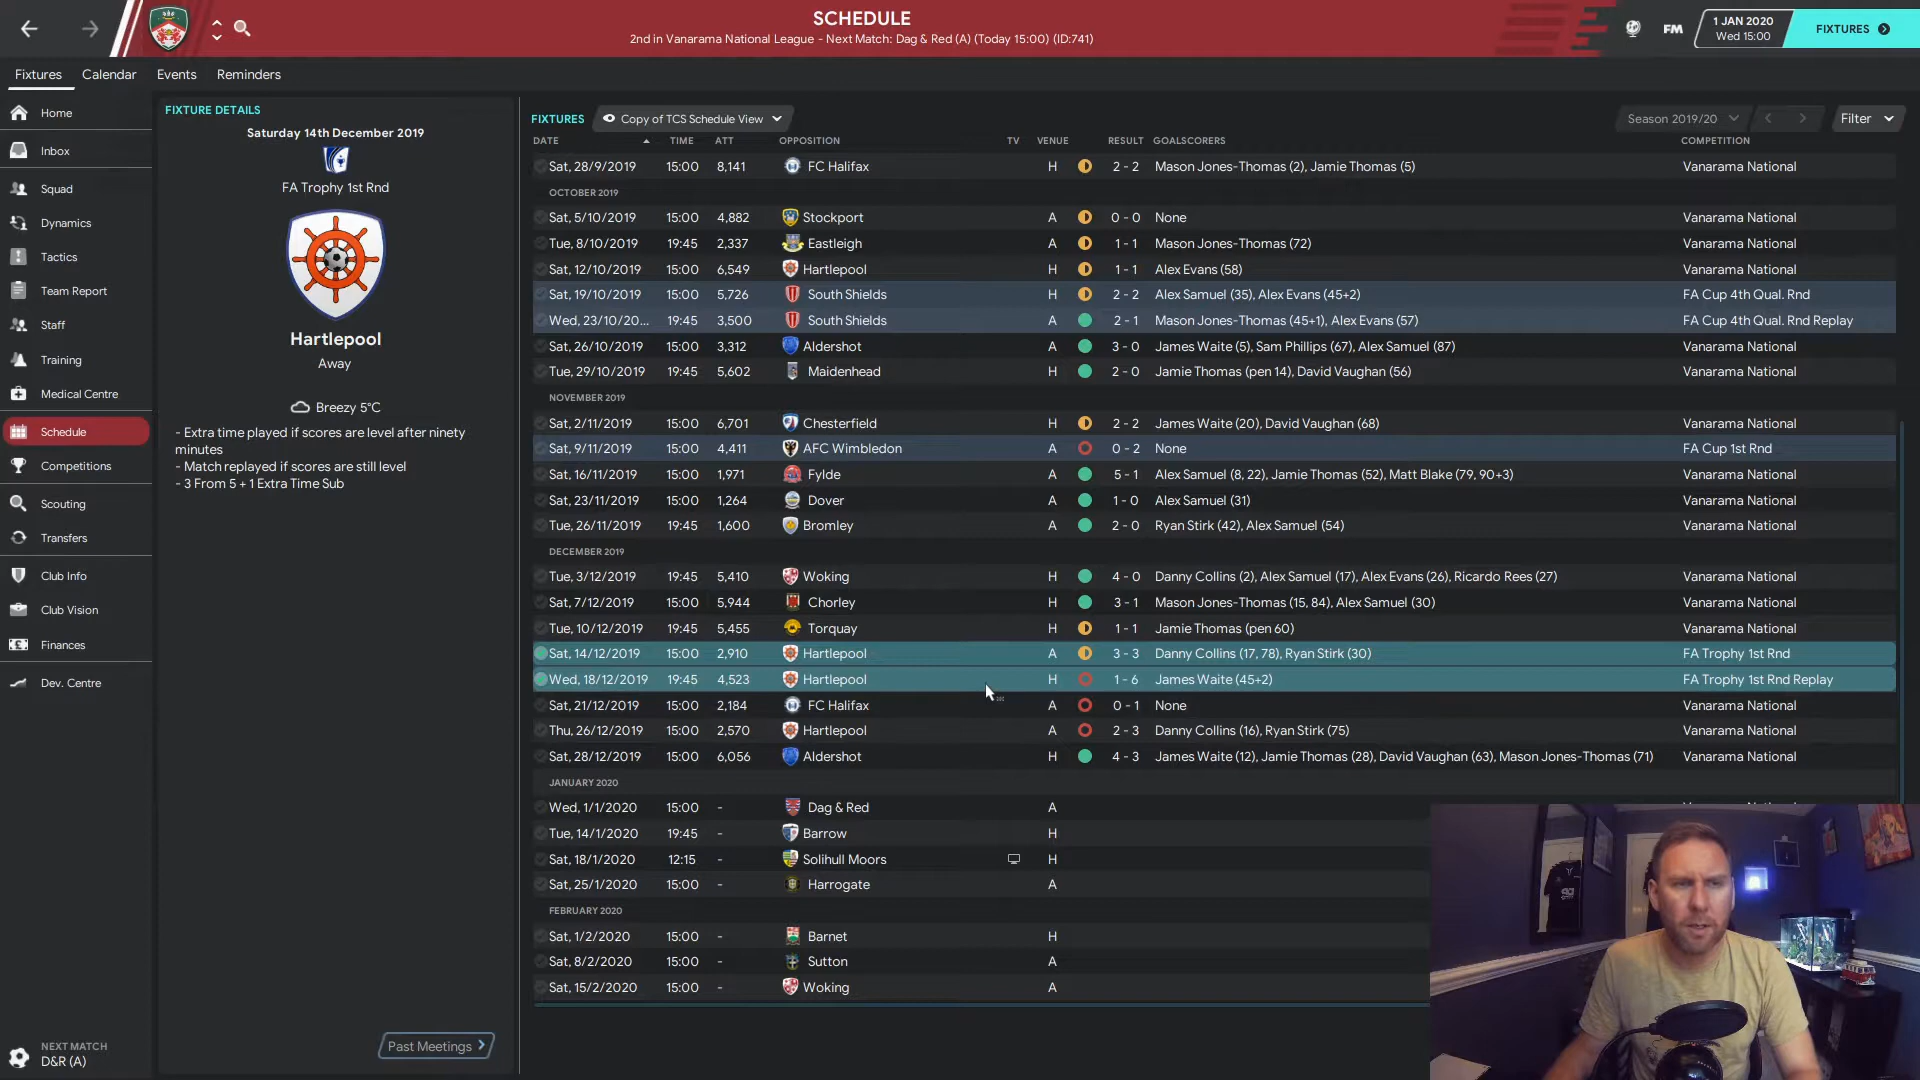 SCHEDULE
2nd in Vanarama National League - Next Match: Dag & Red (A) (Today 15:00) (ID:741)
FM
1 JAN 2020
Wed 15:00
FIXTURES
Fixtures Calendar Events Reminders
Home
Inbox
Squad
Dynamics
Tactics
Team Report
Staff
Training
Medical Centre
Schedule
Competitions
Scouting
Transfers
Club Info
Club Vision
Finances
Dev. Centre
NEXT MATCH
D&R (A)
FIXTURE DETAILS
Saturday 14th December 2019
FA Trophy 1st Rnd
Hartlepool
Away
Breezy 5°C
- Extra time played if scores are level after ninety
minutes
- Match replayed if scores are still level
- 3 From 5 + 1 Extra Time Sub
Past Meetings
FIXTURES Copy of TCS Schedule View Season 2019/20 Filter
DATE TIME ATT OPPOSITION TV VENUE RESULT GOALSCORERS COMPETITION
Sat, 28/9/2019 15:00 8,141 FC Halifax H 2 - 2 Mason Jones-Thomas (2), Jamie Thomas (5) Vanarama National
OCTOBER 2019
Sat, 5/10/2019 15:00 4,882 Stockport A 0 - 0 None Vanarama National
Tue, 8/10/2019 19:45 2,337 Eastleigh A 1 - 1 Mason Jones-Thomas (72) Vanarama National
Sat, 12/10/2019 15:00 6,549 Hartlepool H 1 - 1 Alex Evans (58) Vanarama National
Sat, 19/10/2019 15:00 5,726 South Shields H 2 - 2 Alex Samuel (35), Alex Evans (45+2) FA Cup 4th Qual. Rnd
Wed, 23/10/20... 19:45 3,500 South Shields A 2 - 1 Mason Jones-Thomas (45+1), Alex Evans (57) FA Cup 4th Qual. Rnd Replay
Sat, 26/10/2019 15:00 3,312 Aldershot A 3 - 0 James Waite (5), Sam Phillips (67), Alex Samuel (87) Vanarama National
Tue, 29/10/2019 19:45 5,602 Maidenhead H 2 - 0 Jamie Thomas (pen 14), David Vaughan (56) Vanarama National
NOVEMBER 2019
Sat, 2/11/2019 15:00 6,701 Chesterfield H 2 - 2 James Waite (20), David Vaughan (68) Vanarama National
Sat, 9/11/2019 15:00 4,411 AFC Wimbledon A 0 - 2 None FA Cup 1st Rnd
Sat, 16/11/2019 15:00 1,971 Fylde A 5 - 1 Alex Samuel (8, 22), Jamie Thomas (52), Matt Blake (79, 90+3) Vanarama National
Sat, 23/11/2019 15:00 1,264 Dover A 1 - 0 Alex Samuel (31) Vanarama National
Tue, 26/11/2019 19:45 1,600 Bromley A 2 - 0 Ryan Stirk (42), Alex Samuel (54) Vanarama National
DECEMBER 2019
Tue, 3/12/2019 19:45 5,410 Woking H 4 - 0 Danny Collins (2), Alex Samuel (17), Alex Evans (26), Ricardo Rees (27) Vanarama National
Sat, 7/12/2019 15:00 5,944 Chorley H 3 - 1 Mason Jones-Thomas (15, 84), Alex Samuel (30) Vanarama National
Tue, 10/12/2019 19:45 5,455 Torquay H 1 - 1 Jamie Thomas (pen 60) Vanarama National
Sat, 14/12/2019 15:00 2,910 Hartlepool A 3 - 3 Danny Collins (17, 78), Ryan Stirk (30) FA Trophy 1st Rnd
Wed, 18/12/2019 19:45 4,523 Hartlepool H 1 - 6 James Waite (45+2) FA Trophy 1st Rnd Replay
Sat, 21/12/2019 15:00 2,184 FC Halifax A 0 - 1 None Vanarama National
Thu, 26/12/2019 15:00 2,570 Hartlepool A 2 - 3 Danny Collins (16), Ryan Stirk (75) Vanarama National
Sat, 28/12/2019 15:00 6,056 Aldershot H 4 - 3 James Waite (12), Jamie Thomas (28), David Vaughan (63), Mason Jones-Thomas (71) Vanarama National
JANUARY 2020
Wed, 1/1/2020 15:00 - Dag & Red A
Tue, 14/1/2020 19:45 - Barrow H
Sat, 18/1/2020 12:15 - Solihull Moors H
Sat, 25/1/2020 15:00 - Harrogate A
FEBRUARY 2020
Sat, 1/2/2020 15:00 - Barnet H
Sat, 8/2/2020 15:00 - Sutton A
Sat, 15/2/2020 15:00 - Woking A